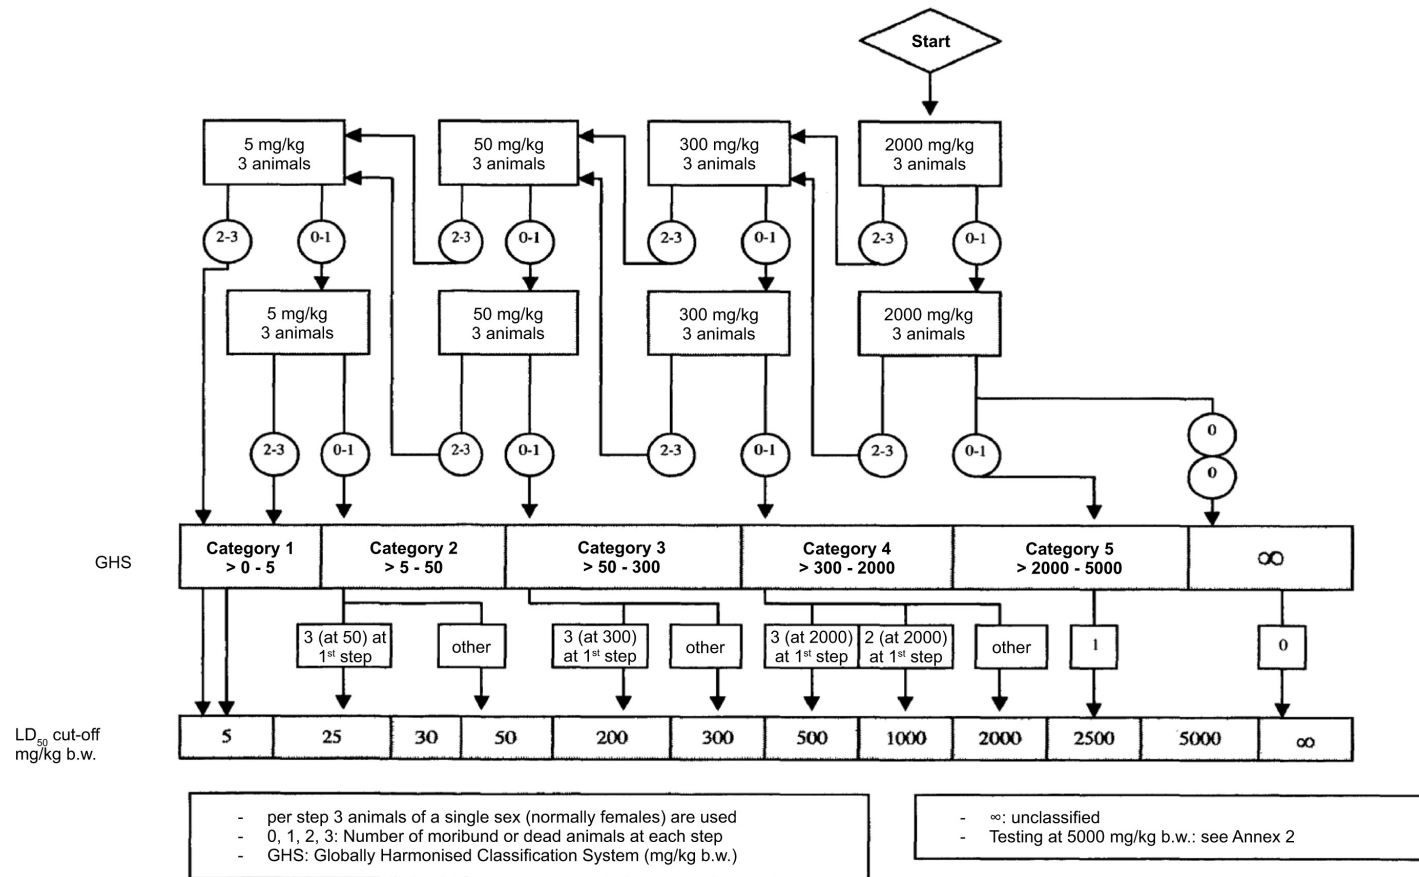 Start
5 mg/kg
3 animals
50 mg/kg
3 animals
300 mg/kg
3 animals
2000 mg/kg
3 animals
2-3
0-1
2-3
0-1
2-3
0-1
2-3
0-1
5 mg/kg
3 animals
50 mg/kg
3 animals
300 mg/kg
3 animals
2000 mg/kg
3 animals
2-3
0-1
2-3
0-1
2-3
0-1
2-3
0-1
0
0
GHS
Category 1
> 0 - 5
Category 2
> 5 - 50
Category 3
> 50 - 300
Category 4
> 300 - 2000
Category 5
> 2000 - 5000
∞
3 (at 50) at
1st step
other
3 (at 300)
at 1st step
other
3 (at 2000)
at 1st step
2 (at 2000)
at 1st step
other
1
0
LD50 cut-off
mg/kg b.w.
5
25
30
50
200
300
500
1000
2000
2500
5000
∞
- per step 3 animals of a single sex (normally females) are used
- 0, 1, 2, 3: Number of moribund or dead animals at each step
- GHS: Globally Harmonised Classification System (mg/kg b.w.)
- ∞: unclassified
- Testing at 5000 mg/kg b.w.: see Annex 2